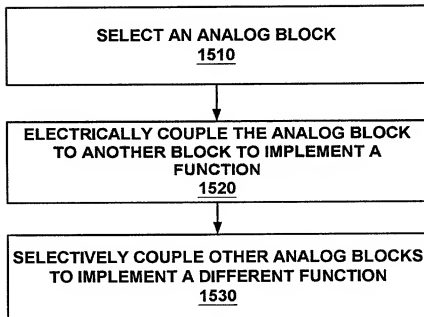 SELECT AN ANALOG BLOCK
1510
ELECTRICALLY COUPLE THE ANALOG BLOCK
TO ANOTHER BLOCK TO IMPLEMENT A
FUNCTION
1520
SELECTIVELY COUPLE OTHER ANALOG BLOCKS
TO IMPLEMENT A DIFFERENT FUNCTION
1530